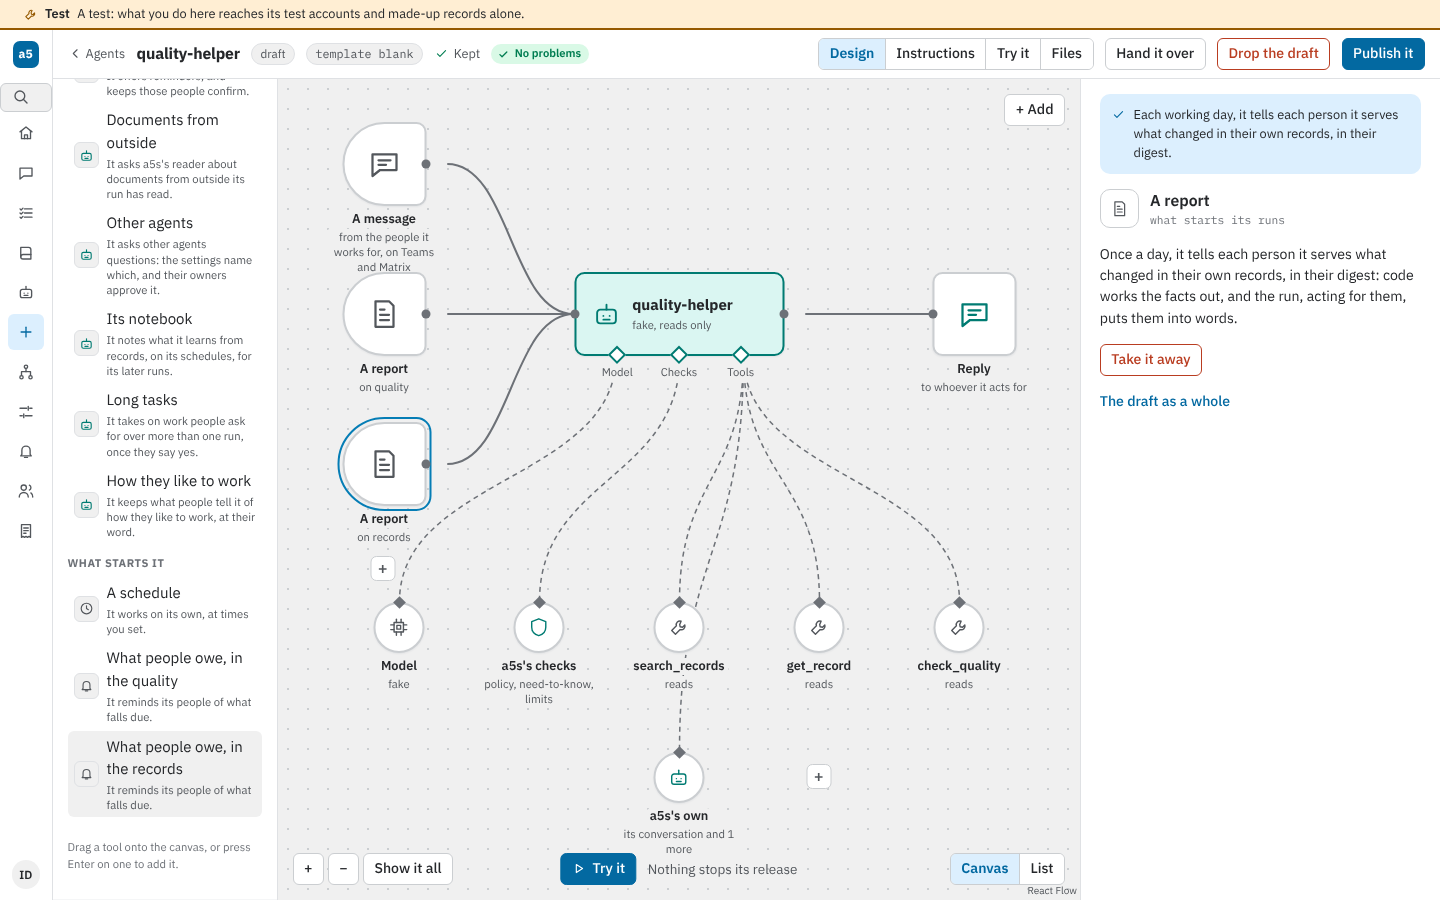 Test A test: what you do here reaches its test accounts and made-up records alone.
a5
Agents
quality-helper
draft
template blank
Kept
No problems
Design
Instructions
Try it
Files
Hand it over
Drop the draft
Publish it
keeps those people confirm.
Documents from
outside
It asks a5s's reader about
documents from outside its
run has read.
Other agents
It asks other agents
questions: the settings name
which, and their owners
approve it.
Its notebook
It notes what it learns from
records, on its schedules, for
its later runs.
Long tasks
It takes on work people ask
for over more than one run,
once they say yes.
How they like to work
It keeps what people tell it of
how they like to work, at their
word.
WHAT STARTS IT
A schedule
It works on its own, at times
you set.
What people owe, in
the quality
It reminds its people of what
falls due.
What people owe, in
the records
It reminds its people of what
falls due.
Drag a tool onto the canvas, or press
Enter on one to add it.
ID
+ Add
A message
from the people it
works for, on Teams
and Matrix
A report
on quality
A report
on records
+
quality-helper
fake, reads only
Model
Checks
Tools
Reply
to whoever it acts for
Model
fake
a5s's checks
policy, need-to-know,
limits
search_records
reads
get_record
reads
check_quality
reads
a5s's own
its conversation and 1
more
+
+
−
Show it all
Try it
Nothing stops its release
Canvas
List
React Flow
Each working day, it tells each person it serves
what changed in their own records, in their
digest.
A report
what starts its runs
Once a day, it tells each person it serves what
changed in their own records, in their digest: code
works the facts out, and the run, acting for them,
puts them into words.
Take it away
The draft as a whole